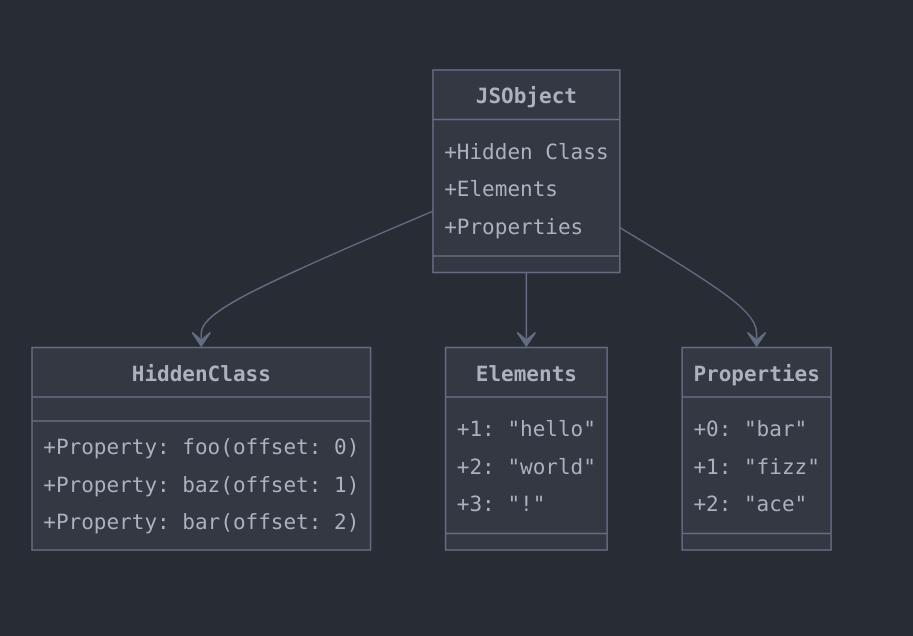 JSObject
+Hidden Class
+Elements
+Properties
HiddenClass
+Property: foo(offset: 0)
+Property: baz(offset: 1)
+Property: bar(offset: 2)
Elements
+1: "hello"
+2: "world"
+3: "!"
Properties
+0: "bar"
+1: "fizz"
+2: "ace"